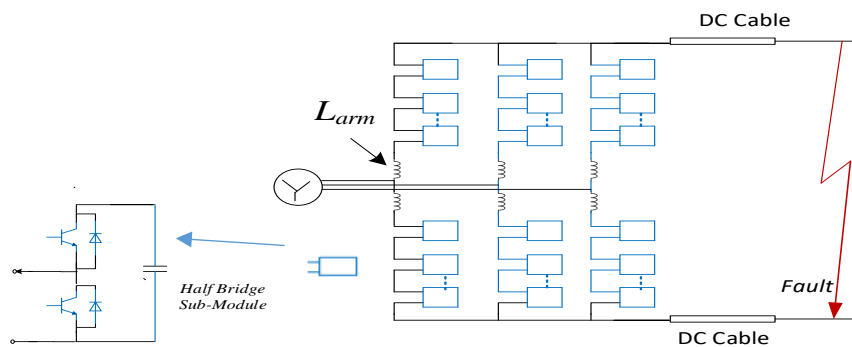 DC Cable
L_arm
Half Bridge
Sub-Module
Fault
DC Cable